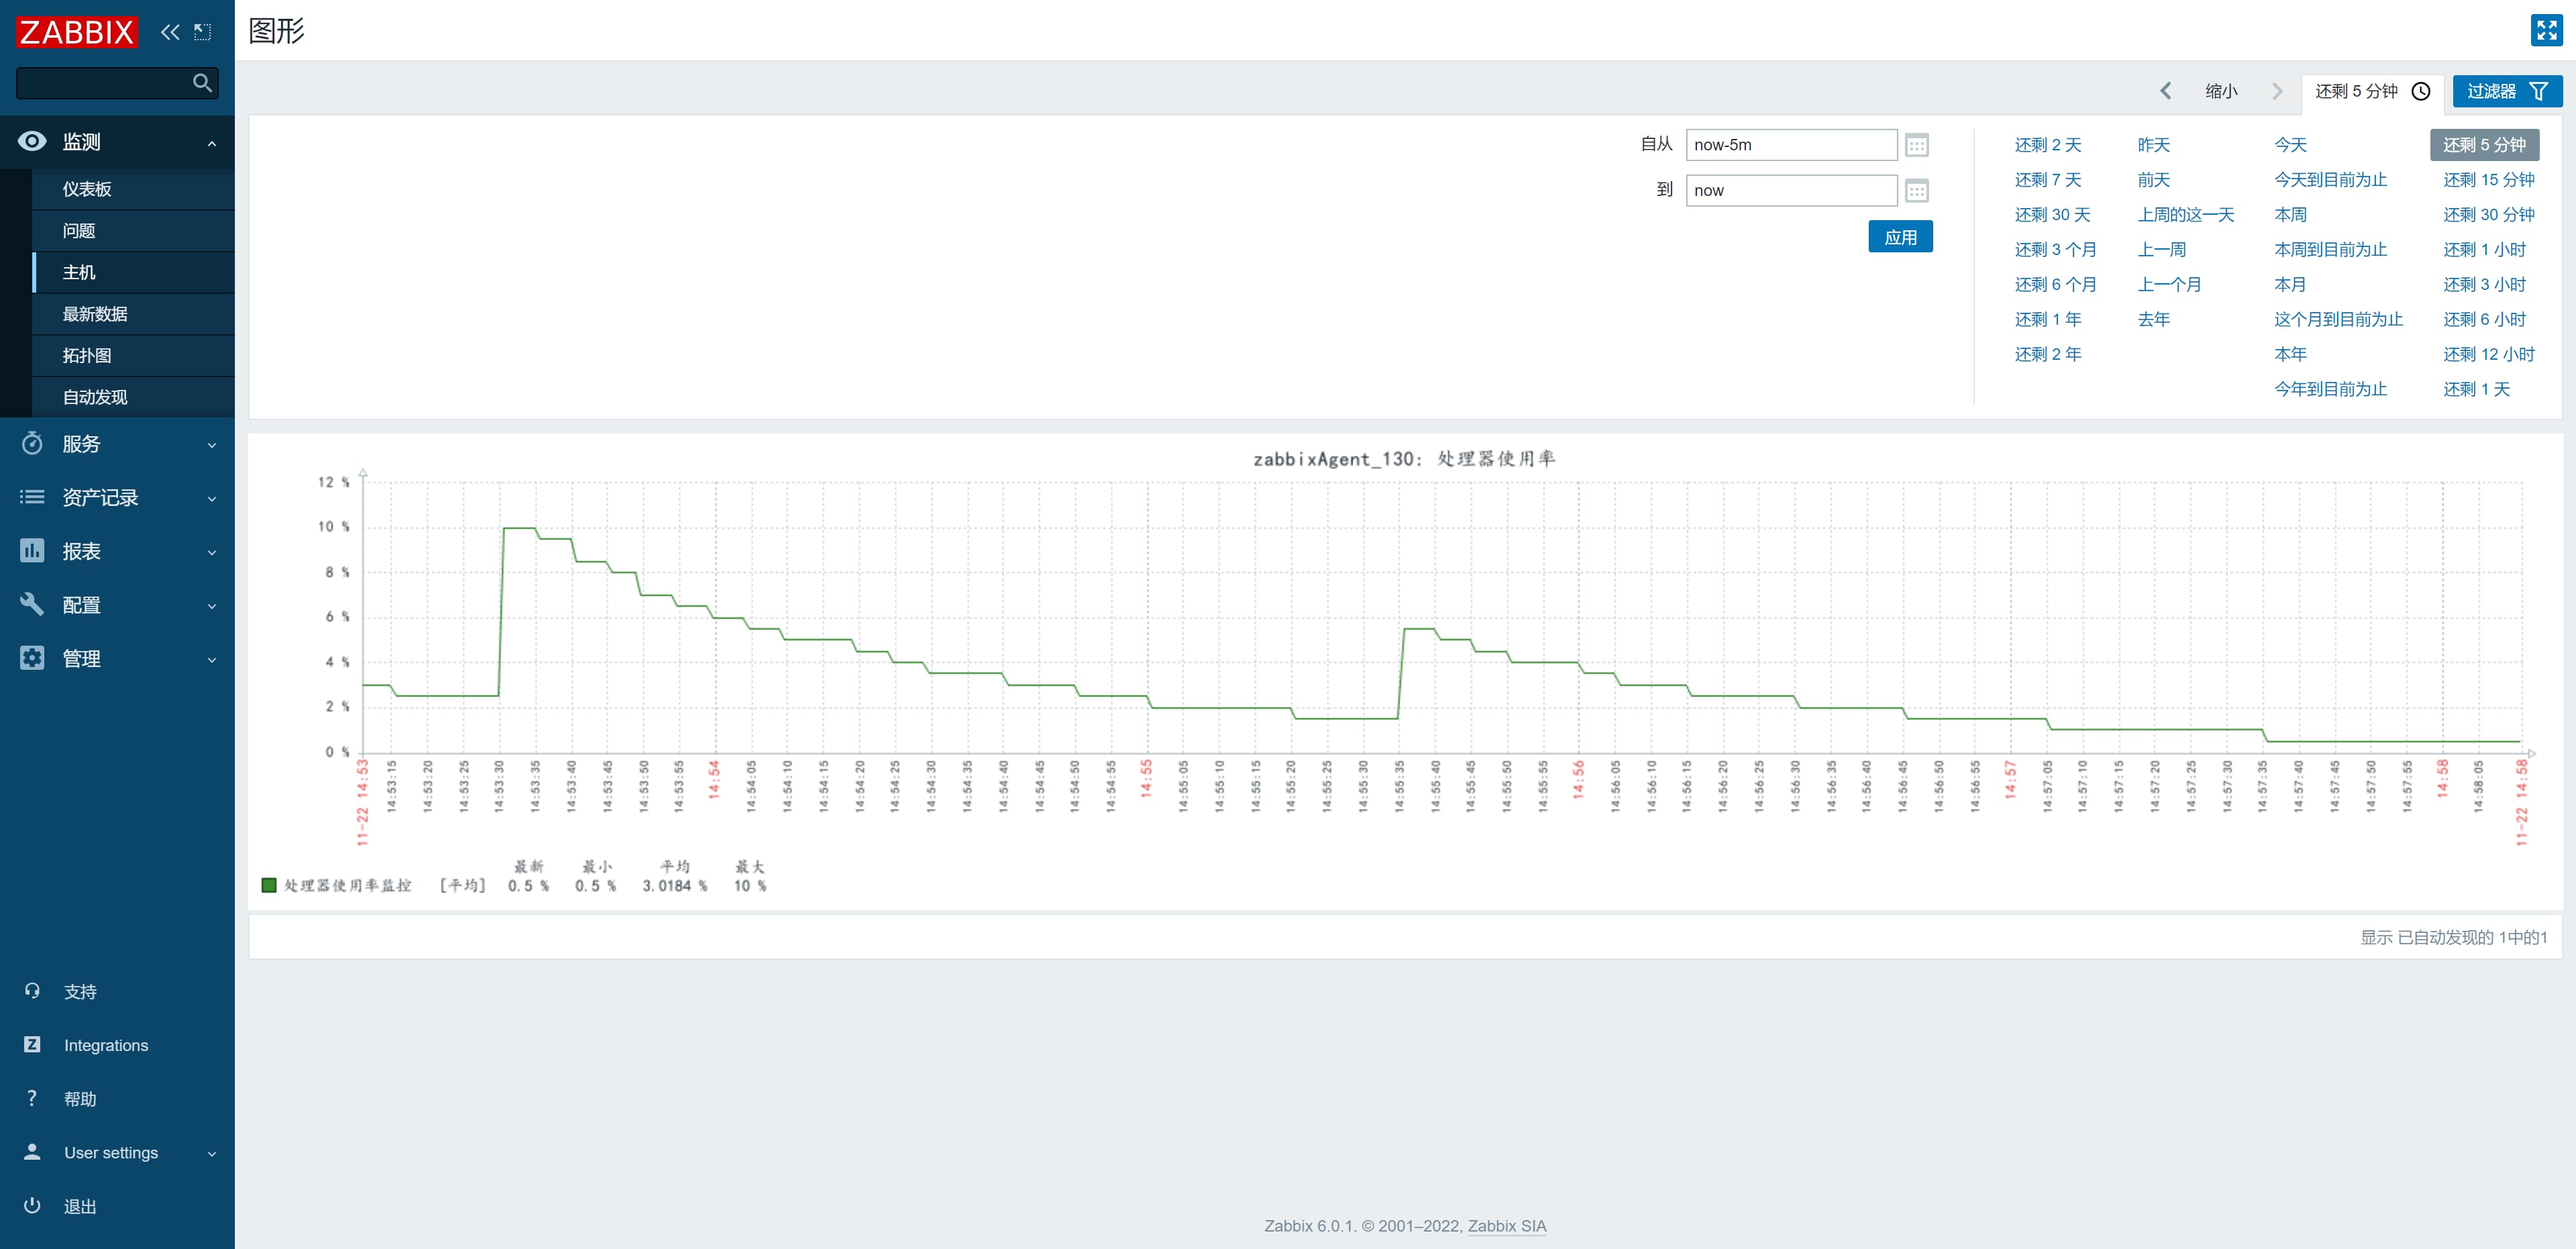 ZABBIX
图形
监测
仪表板
问题
主机
最新数据
拓扑图
自动发现
服务
资产记录
报表
配置
管理
支持
Integrations
帮助
User settings
退出
缩小
还剩 5 分钟
过滤器
自从 now-5m
到 now
应用
还剩 2 天 昨天 今天 还剩 5 分钟
还剩 7 天 前天 今天到目前为止 还剩 15 分钟
还剩 30 天 上周的这一天 本周 还剩 30 分钟
还剩 3 个月 上一周 本周到目前为止 还剩 1 小时
还剩 6 个月 上一个月 本月 还剩 3 小时
还剩 1 年 去年 这个月到目前为止 还剩 6 小时
还剩 2 年 本年 还剩 12 小时
今年到目前为止 还剩 1 天
zabbixAgent_130: 处理器使用率
12 %
10 %
8 %
6 %
4 %
2 %
0 %
11-22 14:53 14:53:15 14:53:20 14:53:25 14:53:30 14:53:35 14:53:40 14:53:45 14:53:50 14:53:55 14:54 14:54:05 14:54:10 14:54:15 14:54:20 14:54:25 14:54:30 14:54:35 14:54:40 14:54:45 14:54:50 14:54:55 14:55 14:55:05 14:55:10 14:55:15 14:55:20 14:55:25 14:55:30 14:55:35 14:55:40 14:55:45 14:55:50 14:55:55 14:56 14:56:05 14:56:10 14:56:15 14:56:20 14:56:25 14:56:30 14:56:35 14:56:40 14:56:45 14:56:50 14:56:55 14:57 14:57:05 14:57:10 14:57:15 14:57:20 14:57:25 14:57:30 14:57:35 14:57:40 14:57:45 14:57:50 14:57:55 14:58 14:58:05 11-22 14:58
最新 最小 平均 最大
处理器使用率监控 [平均] 0.5 % 0.5 % 3.0184 % 10 %
显示 已自动发现的 1中的1
Zabbix 6.0.1. © 2001–2022, Zabbix SIA